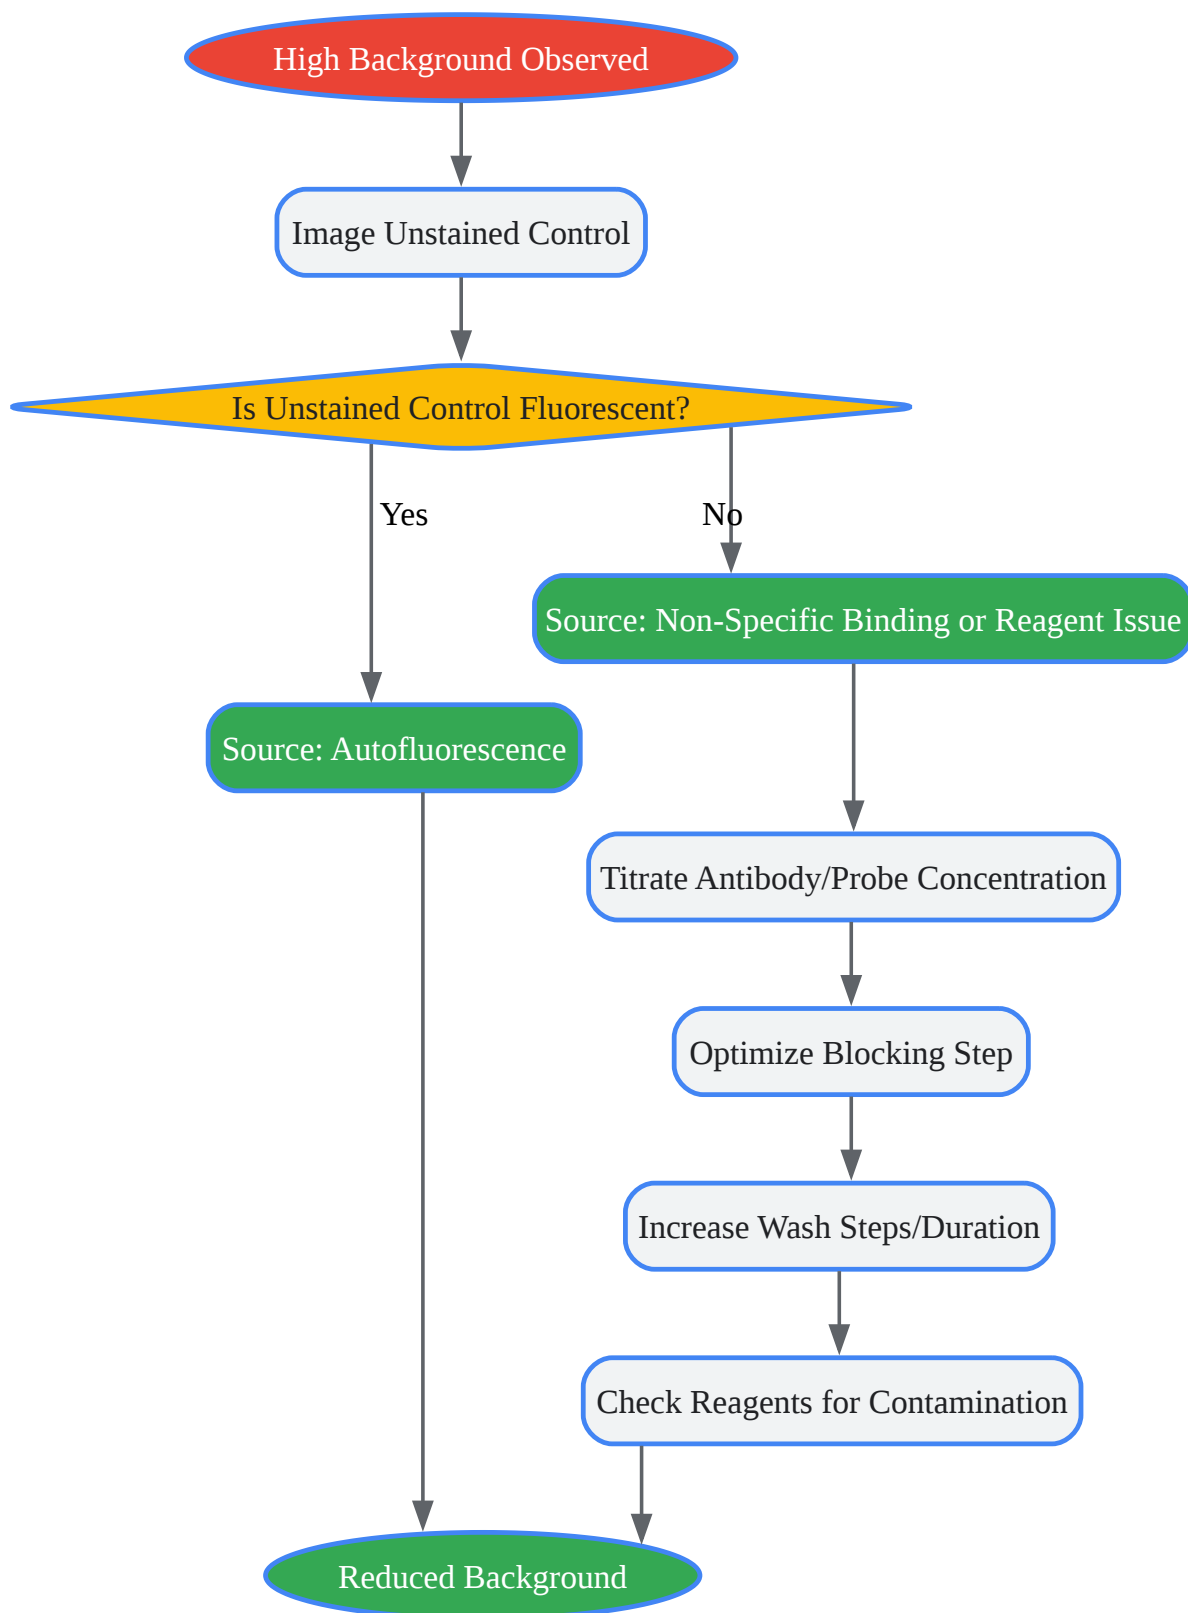 High Background Observed
Image Unstained Control
Is Unstained Control Fluorescent?
Yes
No
Source: Non-Specific Binding or Reagent Issue
Source: Autofluorescence
Titrate Antibody/Probe Concentration
Optimize Blocking Step
Increase Wash Steps/Duration
Check Reagents for Contamination
Reduced Background